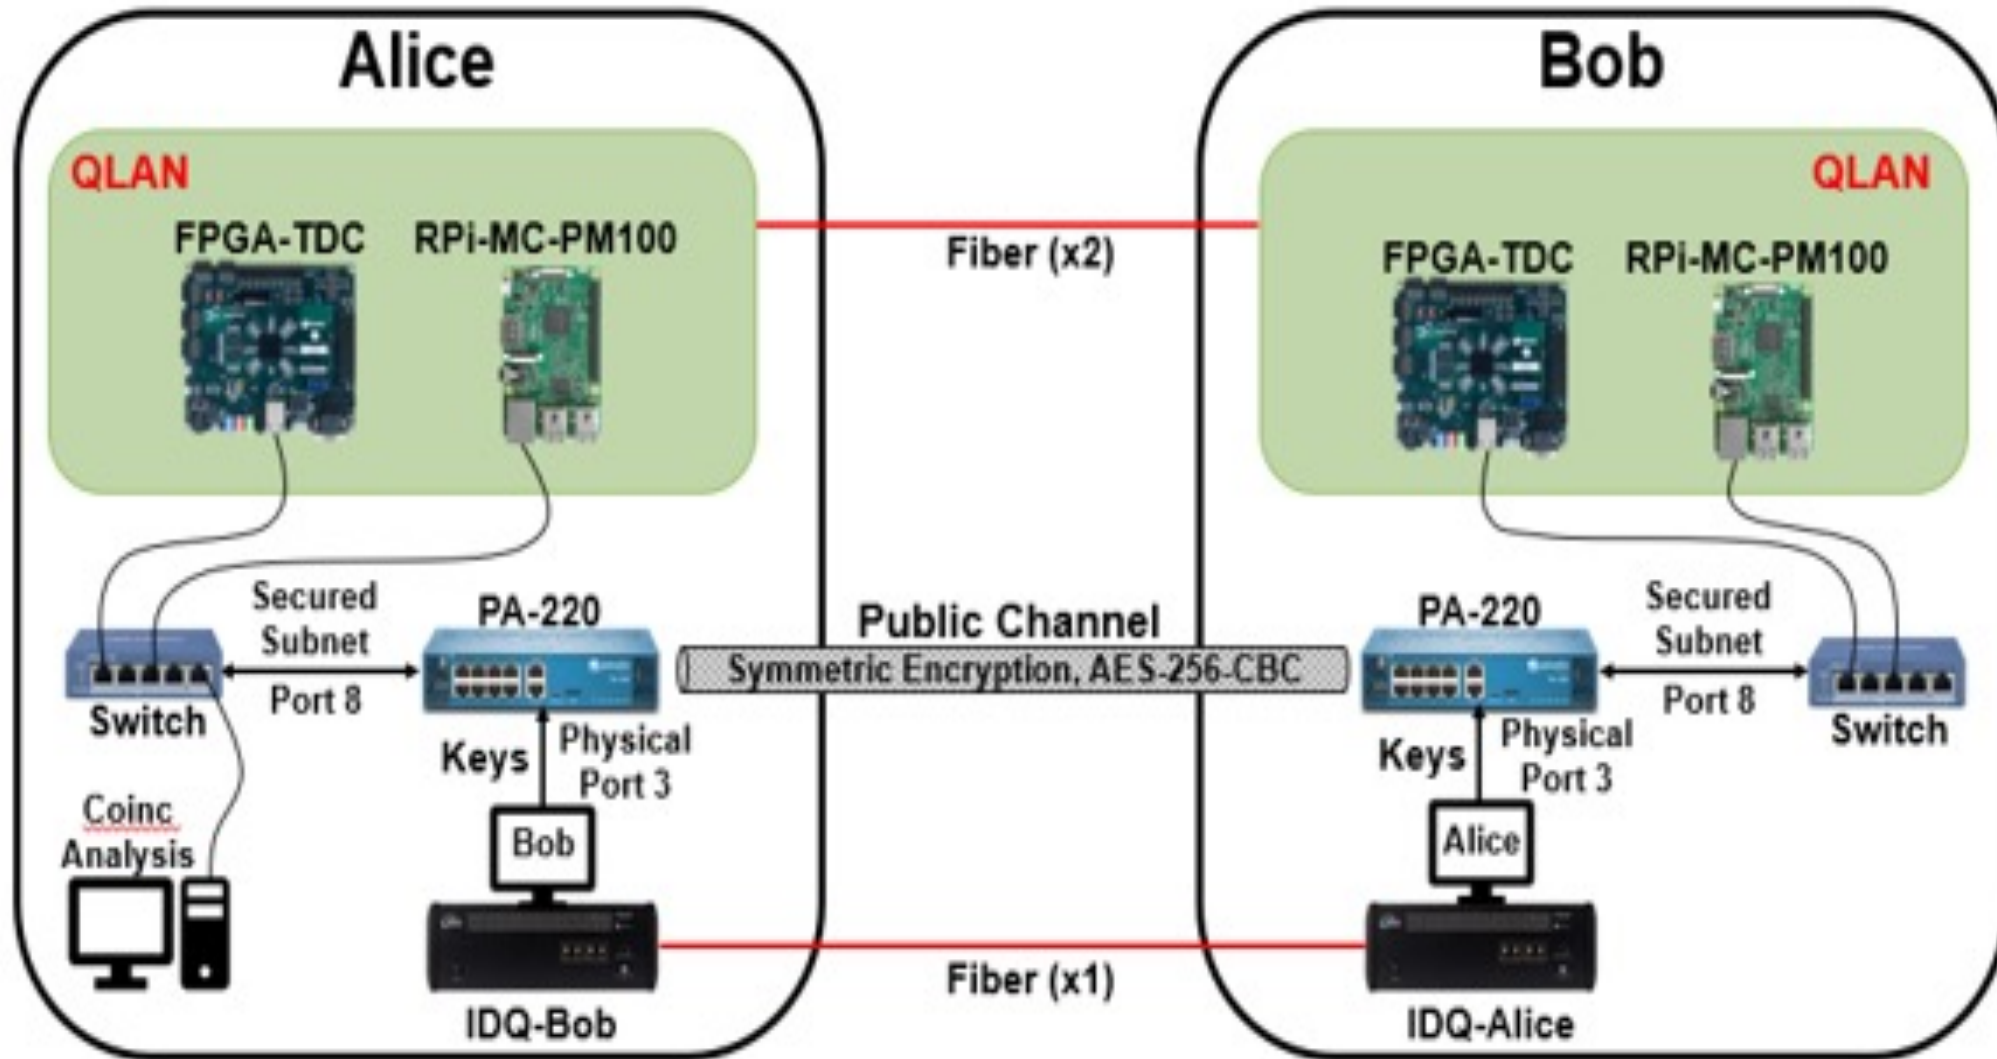 Alice
Bob
QLAN
QLAN
FPGA-TDC
RPi-MC-PM100
Fiber (x2)
FPGA-TDC
RPi-MC-PM100
Secured
Subnet
Port 8
PA-220
Public Channel
Symmetric Encryption, AES-256-CBC
PA-220
Secured
Subnet
Port 8
Switch
Switch
Keys
Physical
Port 3
Keys
Physical
Port 3
Coinc
Analysis
Bob
Alice
Fiber (x1)
IDQ-Bob
IDQ-Alice